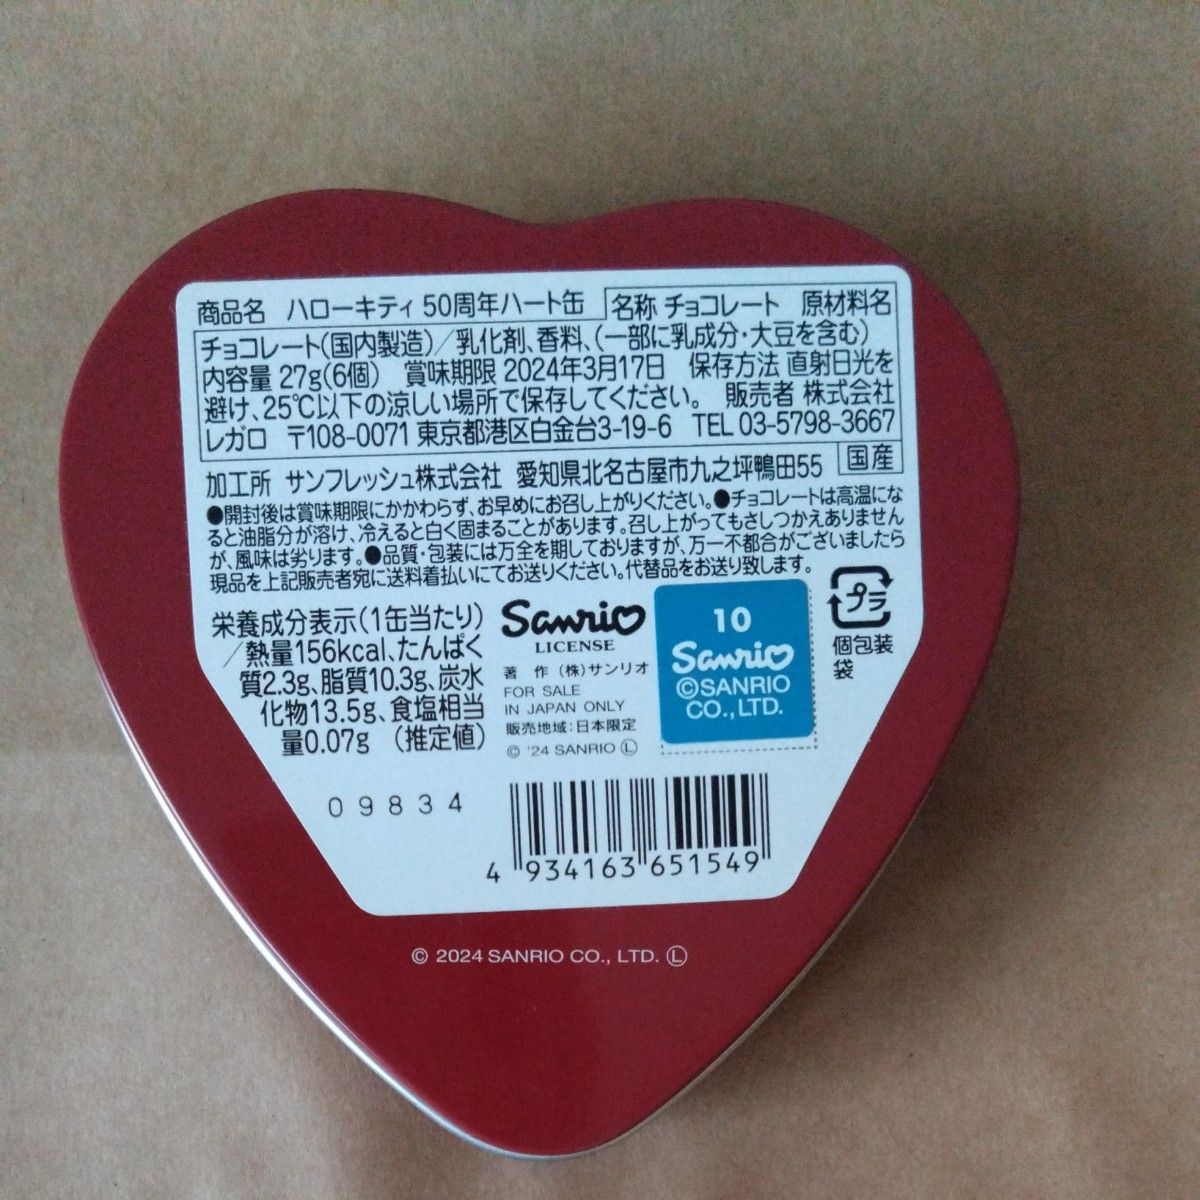 商品名 ハローキティ 50周年ハート缶 名称 チョコレート 原材料名
チョコレート(国内製造)/乳化剤、香料、(一部に乳成分・大豆を含む)
内容量 27g(6個) 賞味期限 2024年3月17日 保存方法 直射日光を
避け、25℃以下の涼しい場所で保存してください。 販売者 株式会社
レガロ 〒108-0071 東京都港区白金台3-19-6 TEL 03-5798-3667
加工所 サンフレッシュ株式会社 愛知県北名古屋市九之坪鴨田55 国産
●開封後は賞味期限にかかわらず、お早めにお召し上がりください。●チョコレートは高温にな
ると油脂分が溶け、冷えると白く固まることがあります。召し上がってもさしつかえありません
が、風味は劣ります。●品質・包装には万全を期しておりますが、万一不都合がございましたら
現品を上記販売者宛に送料着払いにてお送りください。代替品をお送り致します。
栄養成分表示(1缶当たり)
/熱量156kcal、たんぱく
質2.3g、脂質10.3g、炭水
化物13.5g、食塩相当
量0.07g (推定値)
Sanrio
LICENSE
著作(株)サンリオ
FOR SALE
IN JAPAN ONLY
販売地域:日本限定
© '24 SANRIO Ⓛ
10
Sanrio
©SANRIO
CO.,LTD.
プラ
個包装
袋
09834
4 934163 651549
© 2024 SANRIO CO., LTD. Ⓛ